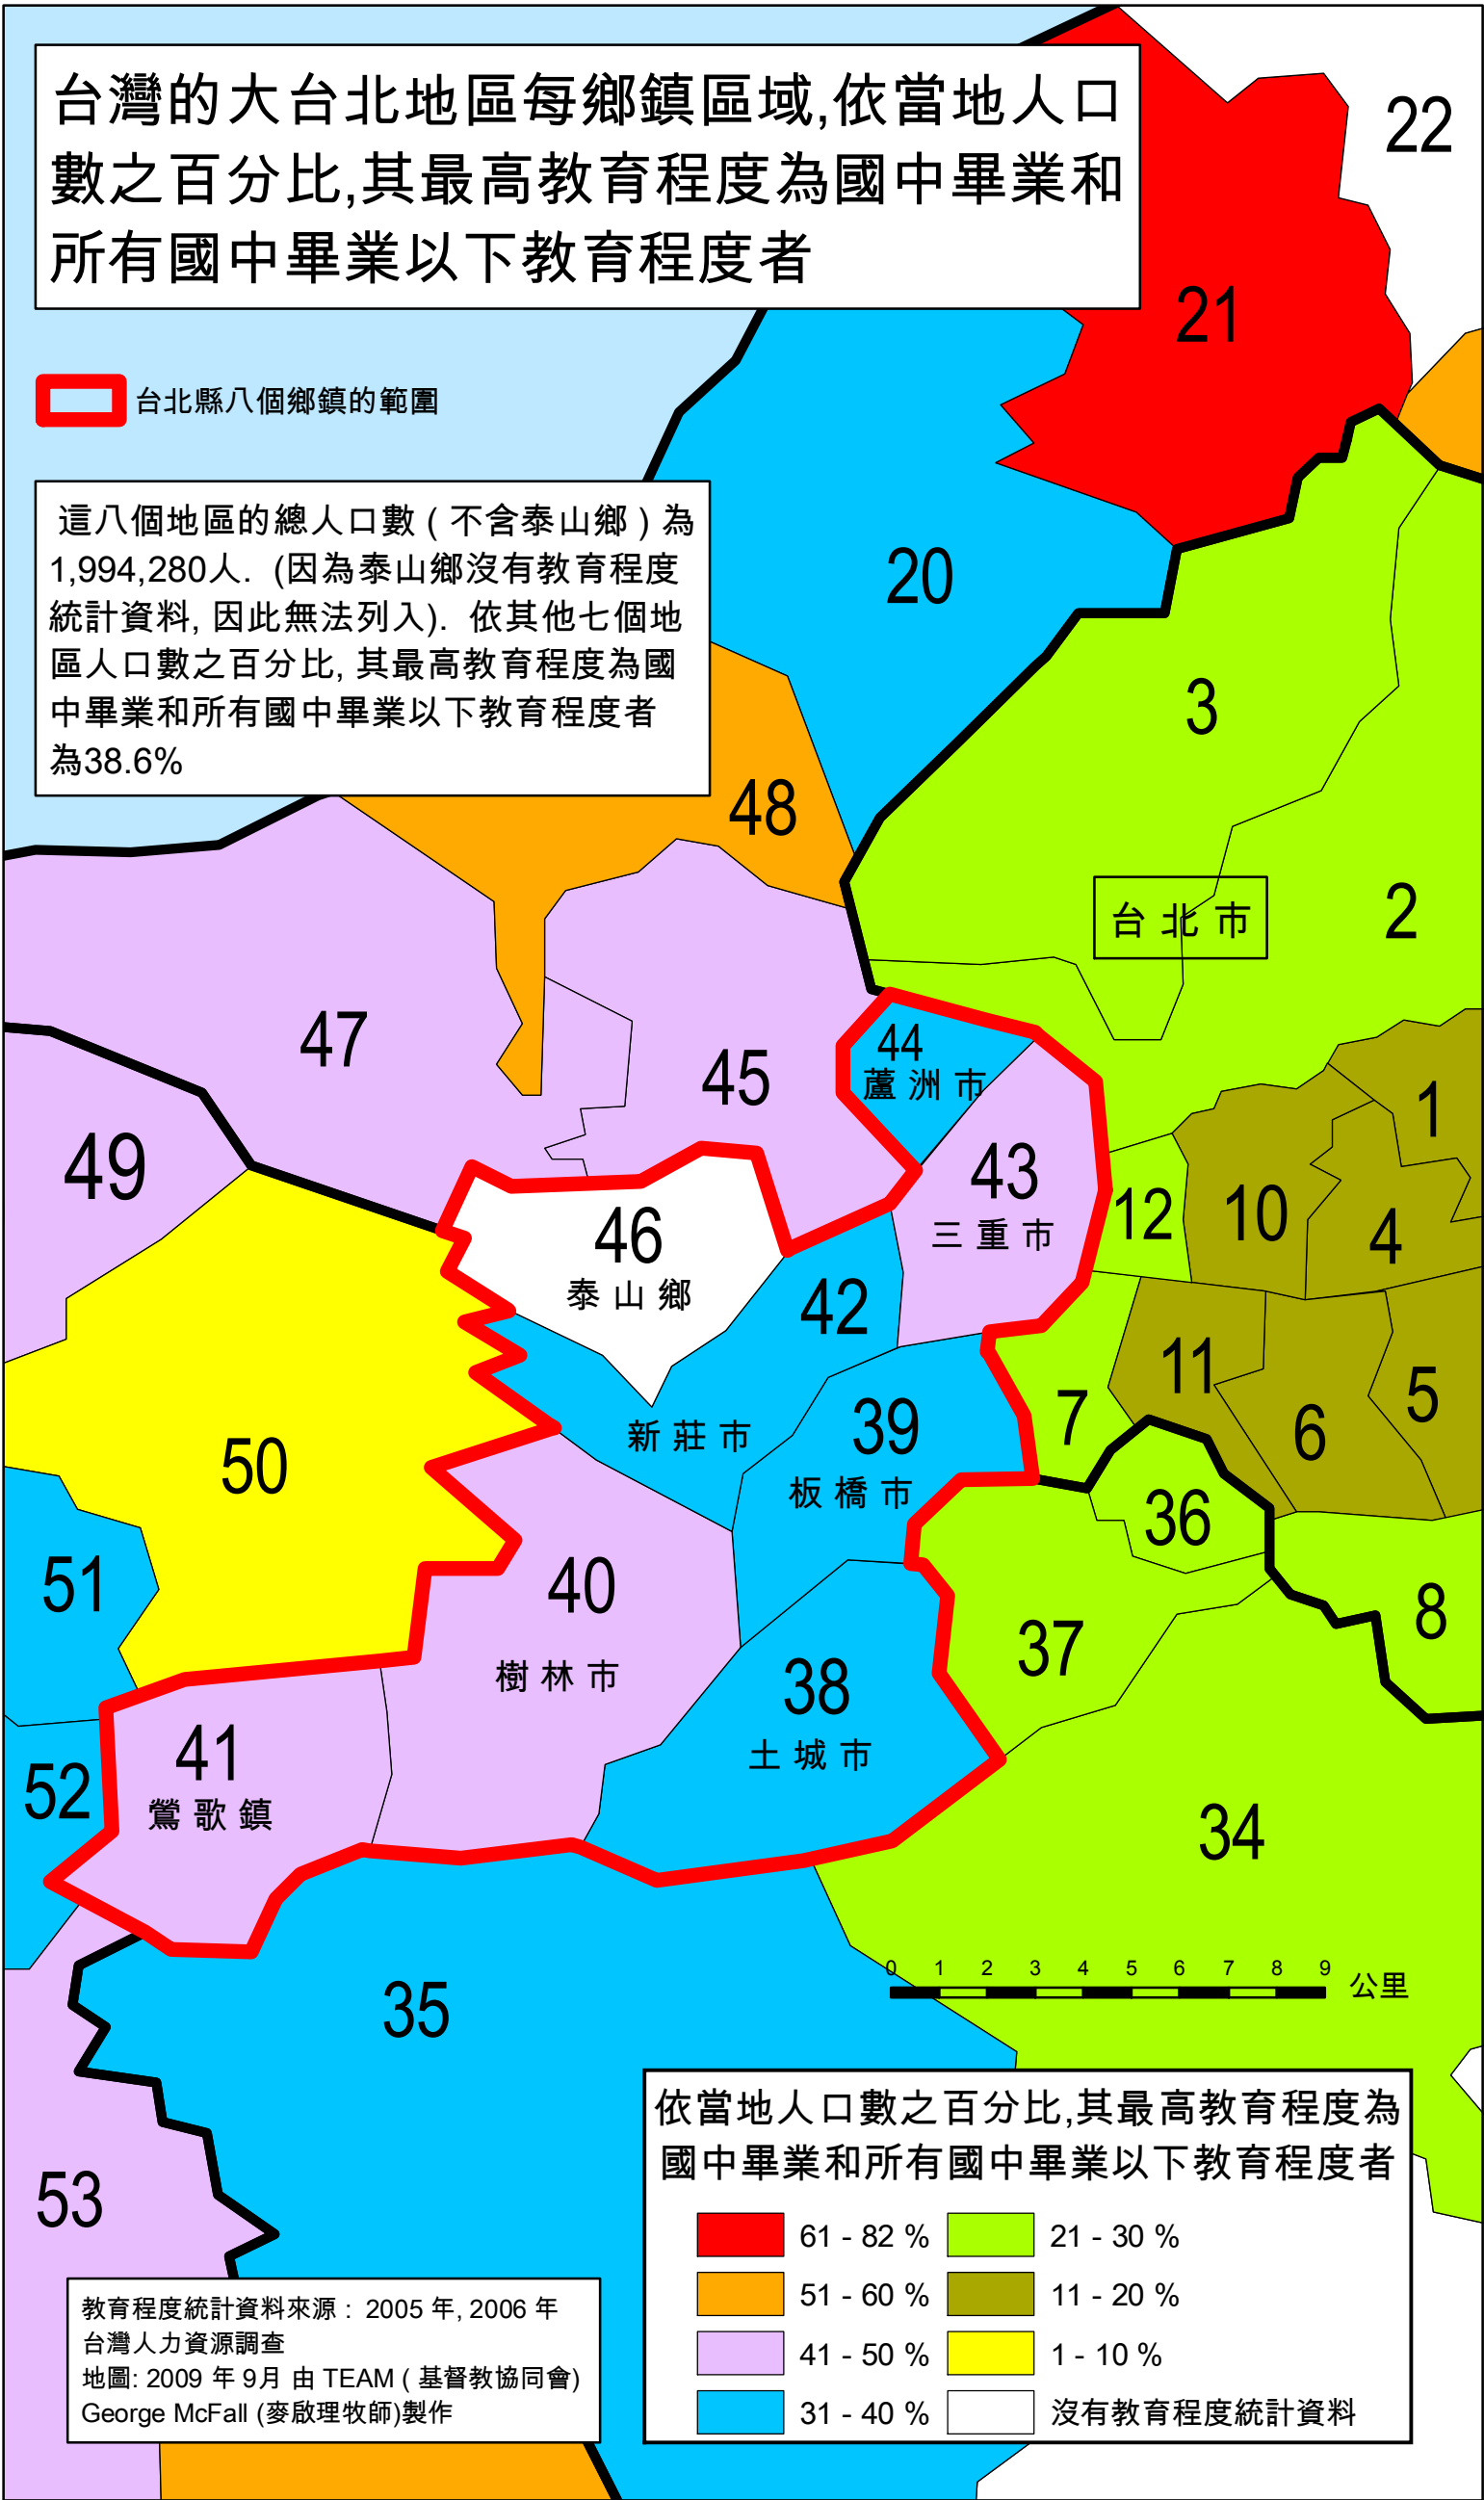 台灣的大台北地區每鄉鎮區域,依當地人口
數之百分比,其最高教育程度為國中畢業和
所有國中畢業以下教育程度者
22
21
台北縣八個鄉鎮的範圍
這八個地區的總人口數 ( 不含泰山鄉 ) 為
1,994,280人. (因為泰山鄉沒有教育程度
統計資料, 因此無法列入). 依其他七個地
區人口數之百分比, 其最高教育程度為國
中畢業和所有國中畢業以下教育程度者
為38.6%
20
3
48
2
台 北 市
47
44
蘆 洲 市
45
1
49
43
三 重 市
12
10
4
46
泰 山 鄉
42
11
5
7
6
39
板 橋 市
新 莊 市
50
36
51
40
樹 林 市
8
37
38
土 城 市
41
鶯 歌 鎮
52
34
35
0 1 2 3 4 5 6 7 8 9 公里
53
依當地人口數之百分比,其最高教育程度為
國中畢業和所有國中畢業以下教育程度者
61 - 82 % 21 - 30 %
51 - 60 % 11 - 20 %
41 - 50 % 1 - 10 %
31 - 40 % 沒有教育程度統計資料
教育程度統計資料來源 : 2005 年, 2006 年
台灣人力資源調查
地圖: 2009 年 9月 由 TEAM ( 基督教協同會)
George McFall (麥啟理牧師)製作